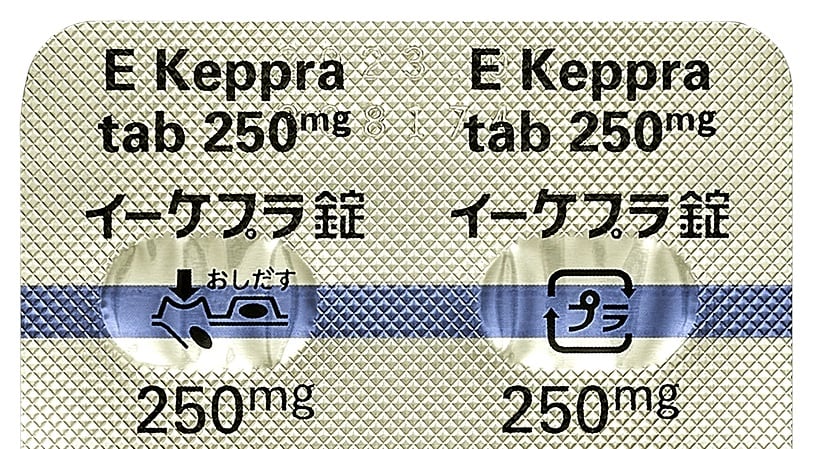 E Keppra E Keppra
tab 250mg tab 250mg
イーケプラ錠 イーケプラ錠
おしだす
プラ
250mg 250mg